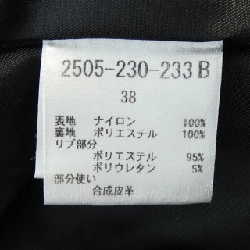 2505-230-233 B
38
表地 ナイロン 100%
裏地 ポリエステル 100%
リブ部分
ポリエステル 95%
ポリウレタン 5%
部分使い
合成皮革